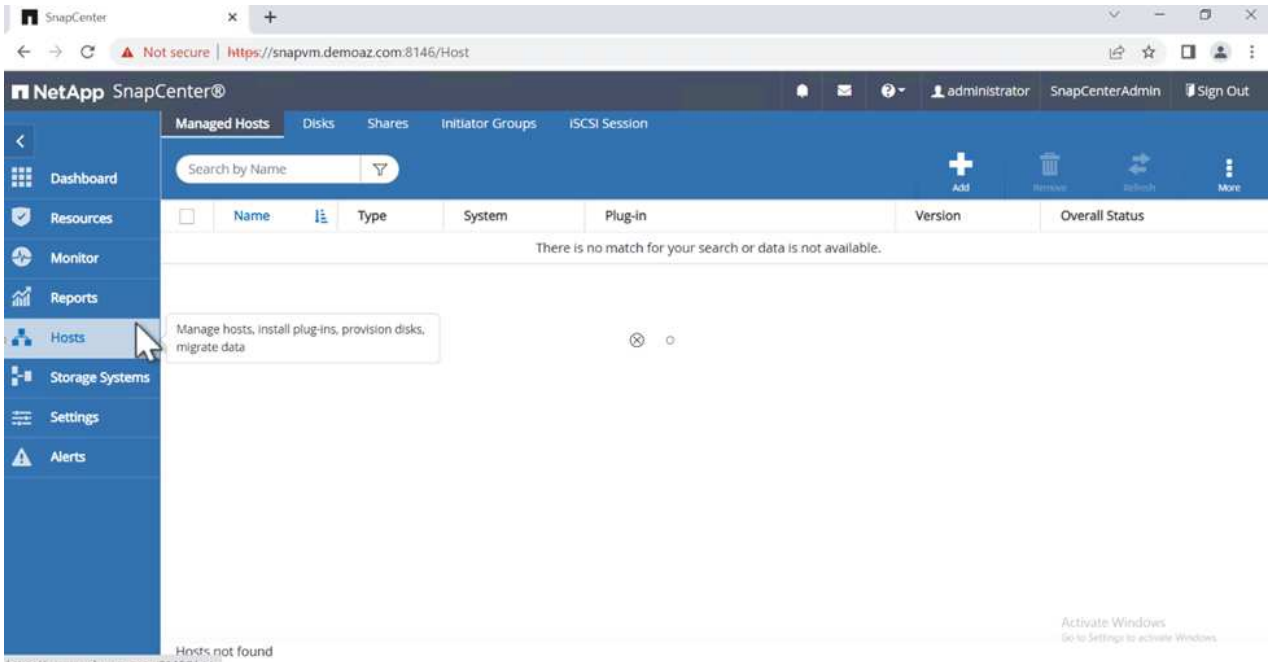 SnapCenter
Not secure | https://snapvm.demoaz.com:8146/Host
NetApp SnapCenter®
administrator SnapCenterAdmin Sign Out
Managed Hosts Disks Shares Initiator Groups iSCSI Session
Search by Name
Add Remove Refresh More
Dashboard
Resources
Monitor
Reports
Hosts
Storage Systems
Settings
Alerts
Name Type System Plug-in Version Overall Status
There is no match for your search or data is not available.
Manage hosts, install plug-ins, provision disks,
migrate data
Activate Windows
Go to Settings to activate Windows.
Hosts not found